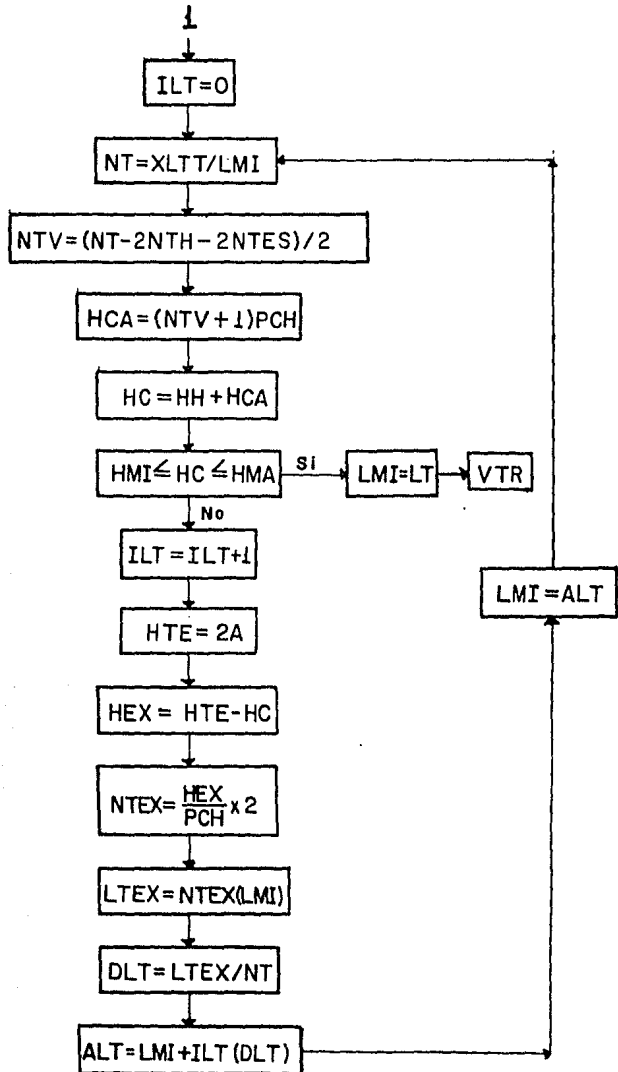 1
ILT=0
NT=XLTT/LMI
NTV=(NT-2NTH-2NTES)/2
HCA=(NTV+1)PCH
HC=HH+HCA
HMI≤HC≤HMA
Si
LMI=LT
VTR
No
ILT=ILT+1
LMI=ALT
HTE=2A
HEX= HTE-HC
NTEX=HEX/PCH x 2
LTEX=NTEX(LMI)
DLT=LTEX/NT
ALT=LMI+ILT(DLT)